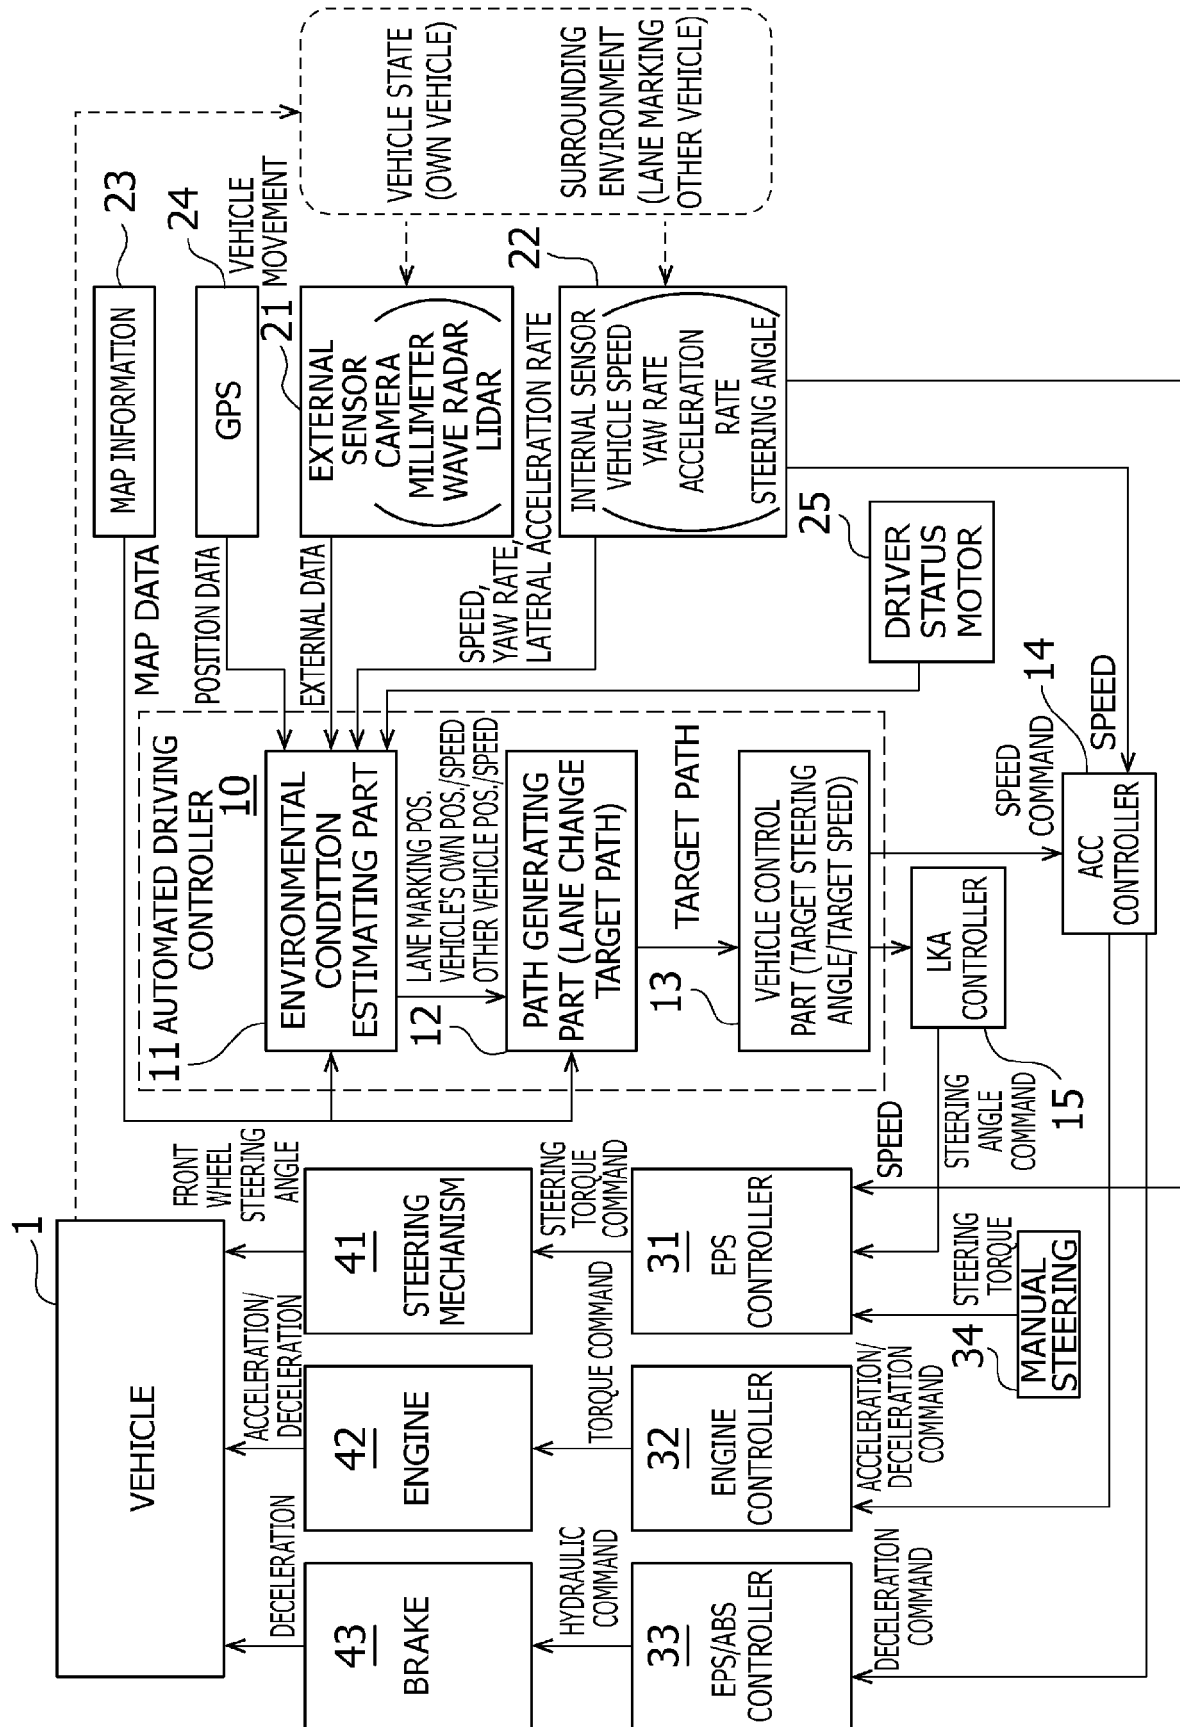 1
VEHICLE
DECELERATION
ACCELERATION/
DECELERATION
FRONT
WHEEL
STEERING
ANGLE
43
BRAKE
42
ENGINE
41
STEERING
MECHANISM
HYDRAULIC
COMMAND
TORQUE COMMAND
STEERING
TORQUE
COMMAND
33
EPS/ABS
CONTROLLER
32
ENGINE
CONTROLLER
31
EPS
CONTROLLER
DECELERATION
COMMAND
ACCELERATION/
DECELERATION
COMMAND
34
MANUAL
STEERING
STEERING
TORQUE
SPEED
STEERING
ANGLE
COMMAND
15
LKA
CONTROLLER
11
AUTOMATED DRIVING
CONTROLLER
10
ENVIRONMENTAL
CONDITION
ESTIMATING PART
LANE MARKING POS.
VEHICLE'S OWN POS./SPEED
OTHER VEHICLE POS./SPEED
12
PATH GENERATING
PART (LANE CHANGE
TARGET PATH)
TARGET PATH
13
VEHICLE CONTROL
PART (TARGET STEERING
ANGLE/TARGET SPEED)
SPEED
COMMAND
14
ACC
CONTROLLER
SPEED
MAP DATA
POSITION DATA
EXTERNAL DATA
SPEED,
YAW RATE,
LATERAL ACCELERATION RATE
23
MAP INFORMATION
24
GPS
VEHICLE
MOVEMENT
21
EXTERNAL
SENSOR
CAMERA
MILLIMETER
WAVE RADAR
LIDAR
22
INTERNAL SENSOR
VEHICLE SPEED
YAW RATE
ACCELERATION
RATE
STEERING ANGLE
25
DRIVER
STATUS
MOTOR
VEHICLE STATE
(OWN VEHICLE)
SURROUNDING
ENVIRONMENT
(LANE MARKING
OTHER VEHICLE)